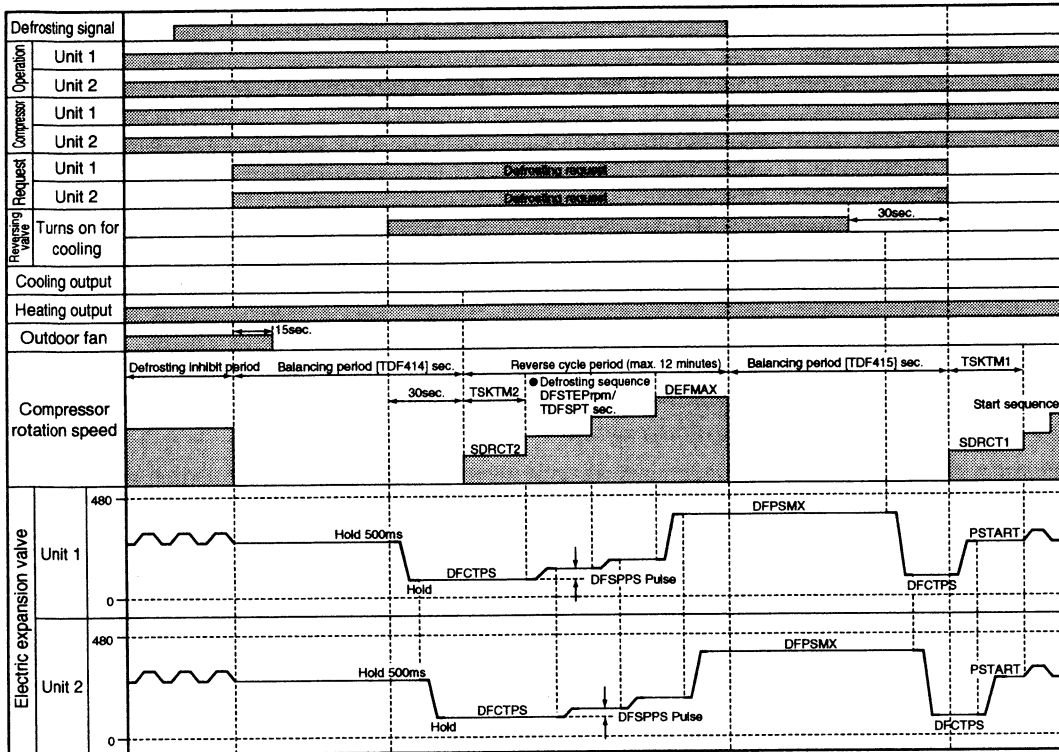 Defrosting signal
Operation
Unit 1
Unit 2
Compressor
Unit 1
Unit 2
Request
Unit 1
Defrosting request
Unit 2
Defrosting request
Reversing valve
Turns on for cooling
30sec.
Cooling output
Heating output
Outdoor fan
15sec.
Compressor rotation speed
Defrosting inhibit period
Balancing period [TDF414] sec.
Reverse cycle period (max. 12 minutes)
Balancing period [TDF415] sec.
TSKTM1
30sec.
TSKTM2
● Defrosting sequence
DFSTEPrpm/
TDFSPT sec.
DEFMAX
Start sequence
SDRCT2
SDRCT1
Electric expansion valve
Unit 1
480
0
Hold 500ms
Hold
DFCTPS
DFSPPS Pulse
DFPSMX
DFCTPS
PSTART
Unit 2
480
0
Hold 500ms
Hold
DFCTPS
DFSPPS Pulse
DFPSMX
DFCTPS
PSTART